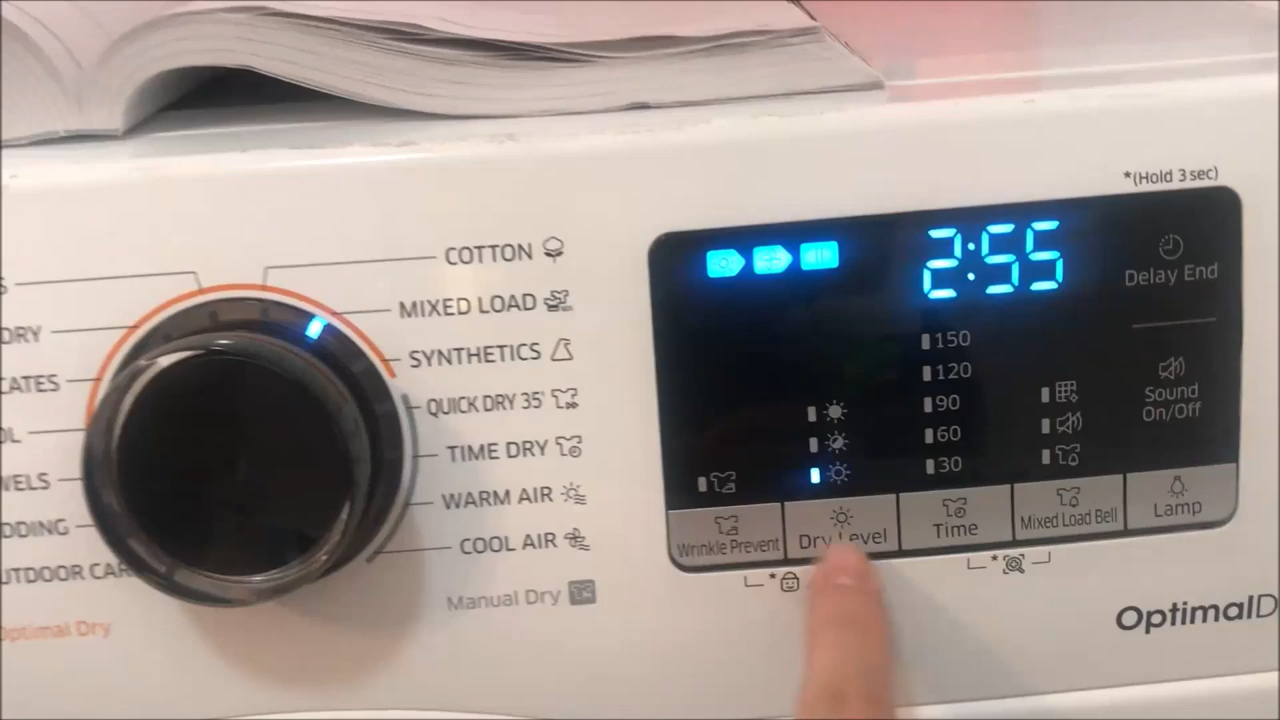 *(Hold 3 sec)
COTTON
MIXED LOAD
SYNTHETICS
QUICK DRY 35'
TIME DRY
WARM AIR
COOL AIR
Manual Dry
S
DRY
CATES
OL
WELS
DDING
UTDOOR CAR
Optimal Dry
2:55
Delay End
150
120
90
60
30
Sound
On/Off
Wrinkle Prevent
Dry Level
Time
Mixed Load Bell
Lamp
OptimalD